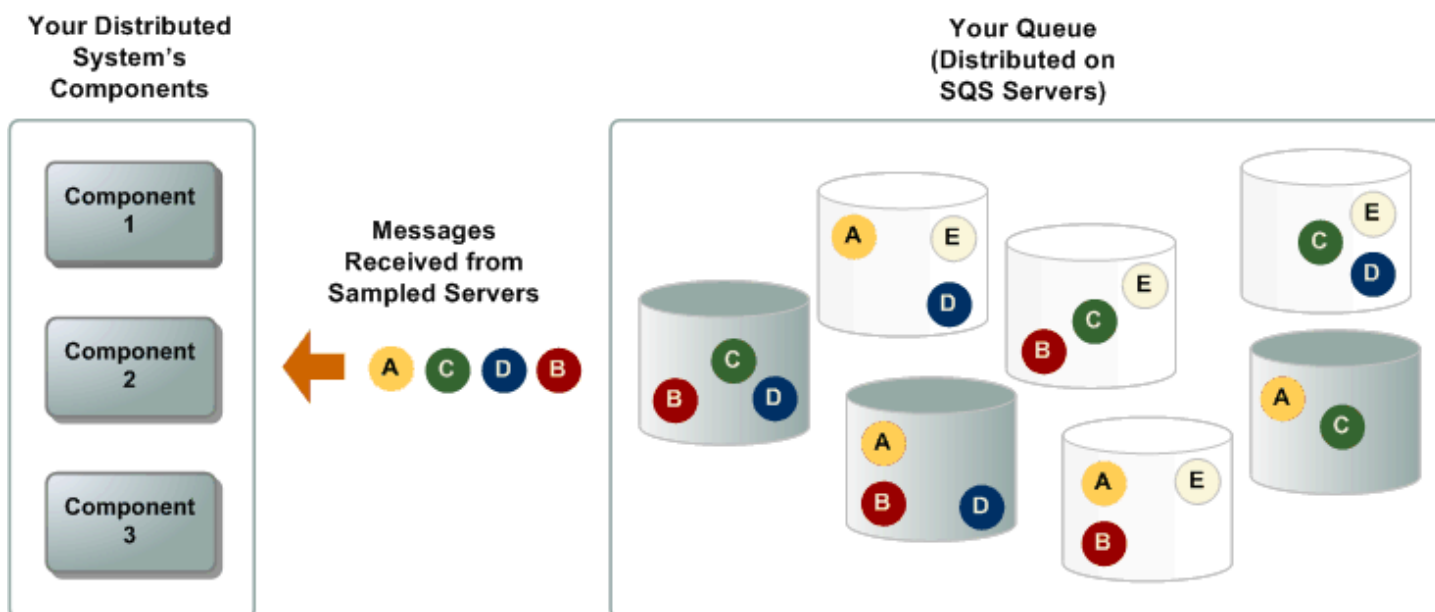 Your Distributed
System's
Components
Component
1
Component
2
Component
3
Messages
Received from
Sampled Servers
A C D B
Your Queue
(Distributed on
SQS Servers)
C
B D
A E
D
E
C
B
E
C
D
A
B D
A E
B
A
C